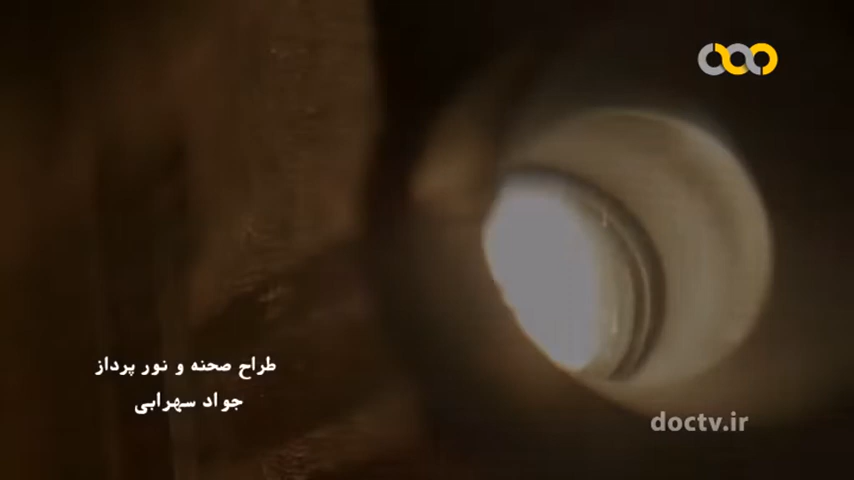 طراح صحنه و نور پرداز
جواد سهرابی
doctv.ir